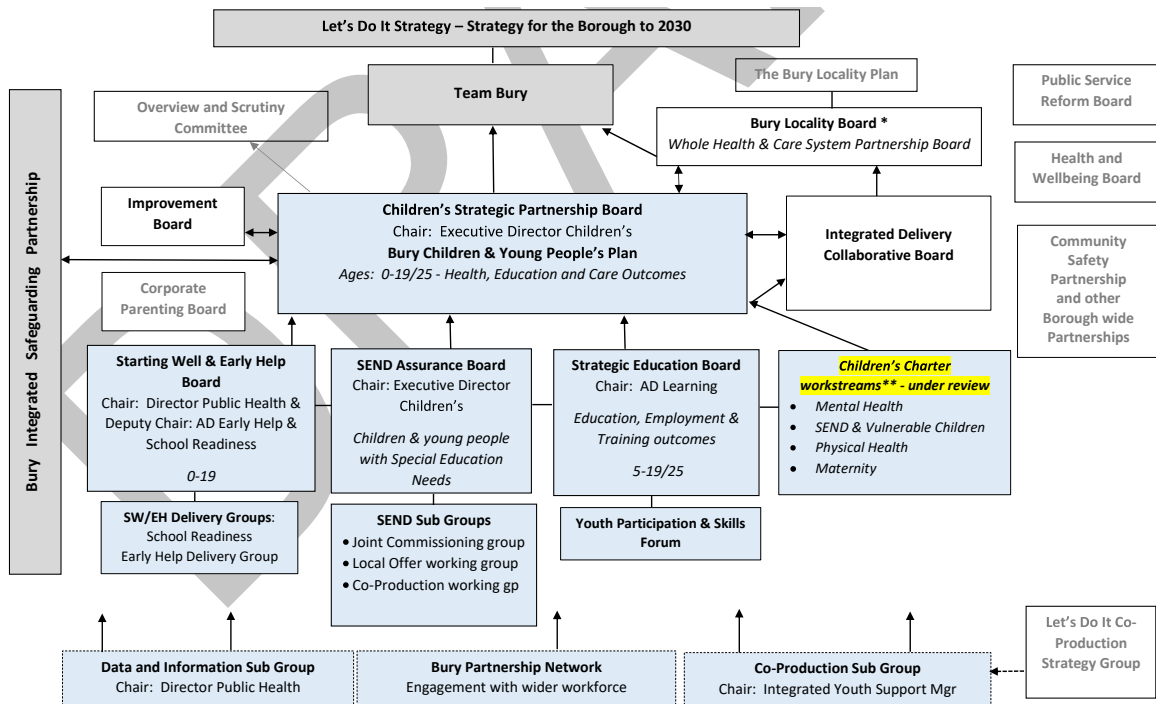 Let's Do It Strategy – Strategy for the Borough to 2030
Team Bury
The Bury Locality Plan
Public Service
Reform Board
Overview and Scrutiny
Committee
Bury Locality Board *
Whole Health & Care System Partnership Board
Health and
Wellbeing Board
Bury Integrated Safeguarding Partnership
Improvement
Board
Children's Strategic Partnership Board
Chair: Executive Director Children's
Bury Children & Young People's Plan
Ages: 0-19/25 - Health, Education and Care Outcomes
Integrated Delivery
Collaborative Board
Community
Safety
Partnership
and other
Borough wide
Partnerships
Corporate
Parenting Board
Starting Well & Early Help
Board
Chair: Director Public Health &
Deputy Chair: AD Early Help &
School Readiness
0-19
SEND Assurance Board
Chair: Executive Director
Children's
Children & young people
with Special Education
Needs
Strategic Education Board
Chair: AD Learning
Education, Employment &
Training outcomes
5-19/25
Children's Charter
workstreams** - under review
• Mental Health
• SEND & Vulnerable Children
• Physical Health
• Maternity
SW/EH Delivery Groups:
School Readiness
Early Help Delivery Group
SEND Sub Groups
• Joint Commissioning group
• Local Offer working group
• Co-Production working gp
Youth Participation & Skills
Forum
Let's Do It Co-
Production
Strategy Group
Data and Information Sub Group
Chair: Director Public Health
Bury Partnership Network
Engagement with wider workforce
Co-Production Sub Group
Chair: Integrated Youth Support Mgr